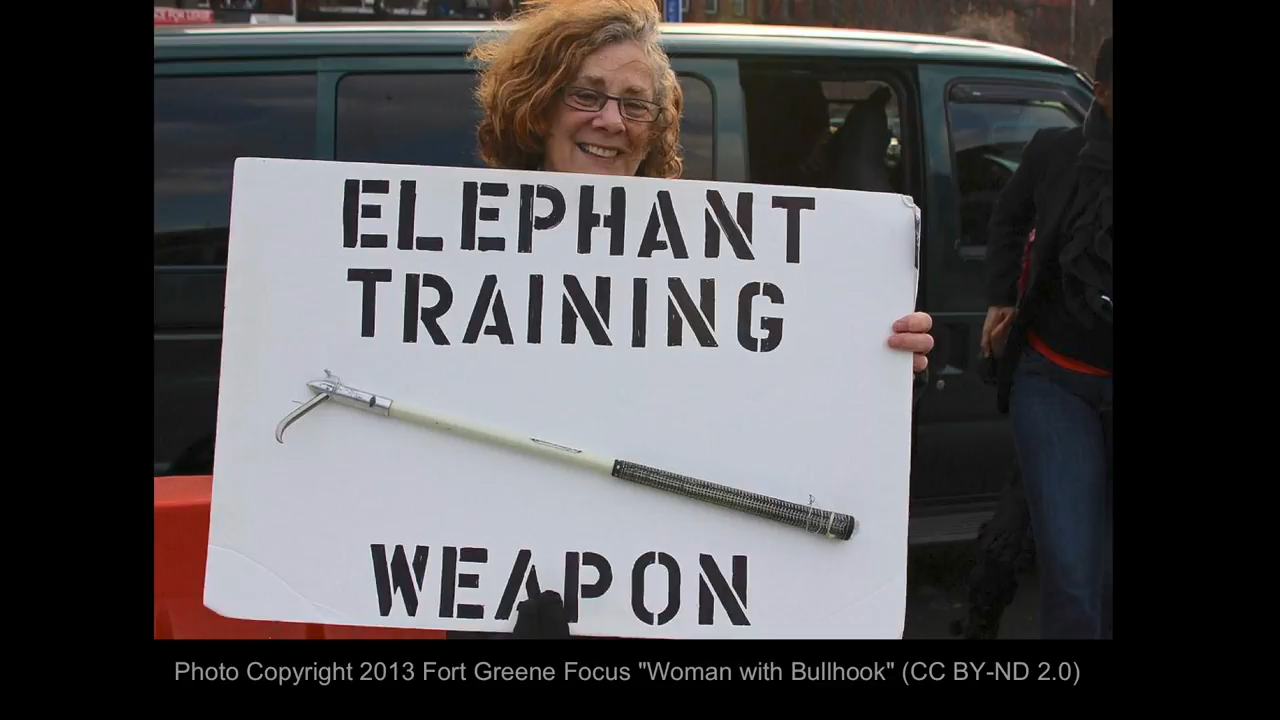 ELEPHANT
TRAINING
WEAPON
Photo Copyright 2013 Fort Greene Focus "Woman with Bullhook" (CC BY-ND 2.0)